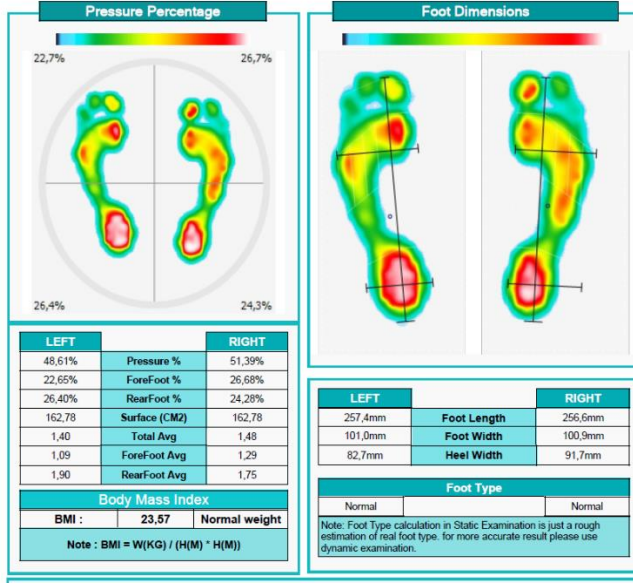 Pressure Percentage
22,7% 26,7%
26,4% 24,3%
LEFT RIGHT
48,61% Pressure % 51,39%
22,65% ForeFoot % 26,68%
26,40% RearFoot % 24,28%
162,78 Surface (CM2) 162,78
1,40 Total Avg 1,48
1,09 ForeFoot Avg 1,29
1,90 RearFoot Avg 1,75
Body Mass Index
BMI : 23,57 Normal weight
Note : BMI = W(KG) / (H(M) * H(M))
Foot Dimensions
LEFT RIGHT
257,4mm Foot Length 256,6mm
101,0mm Foot Width 100,9mm
82,7mm Heel Width 91,7mm
Foot Type
Normal Normal
Note: Foot Type calculation in Static Examination is just a rough
estimation of real foot type. for more accurate result please use
dynamic examination.